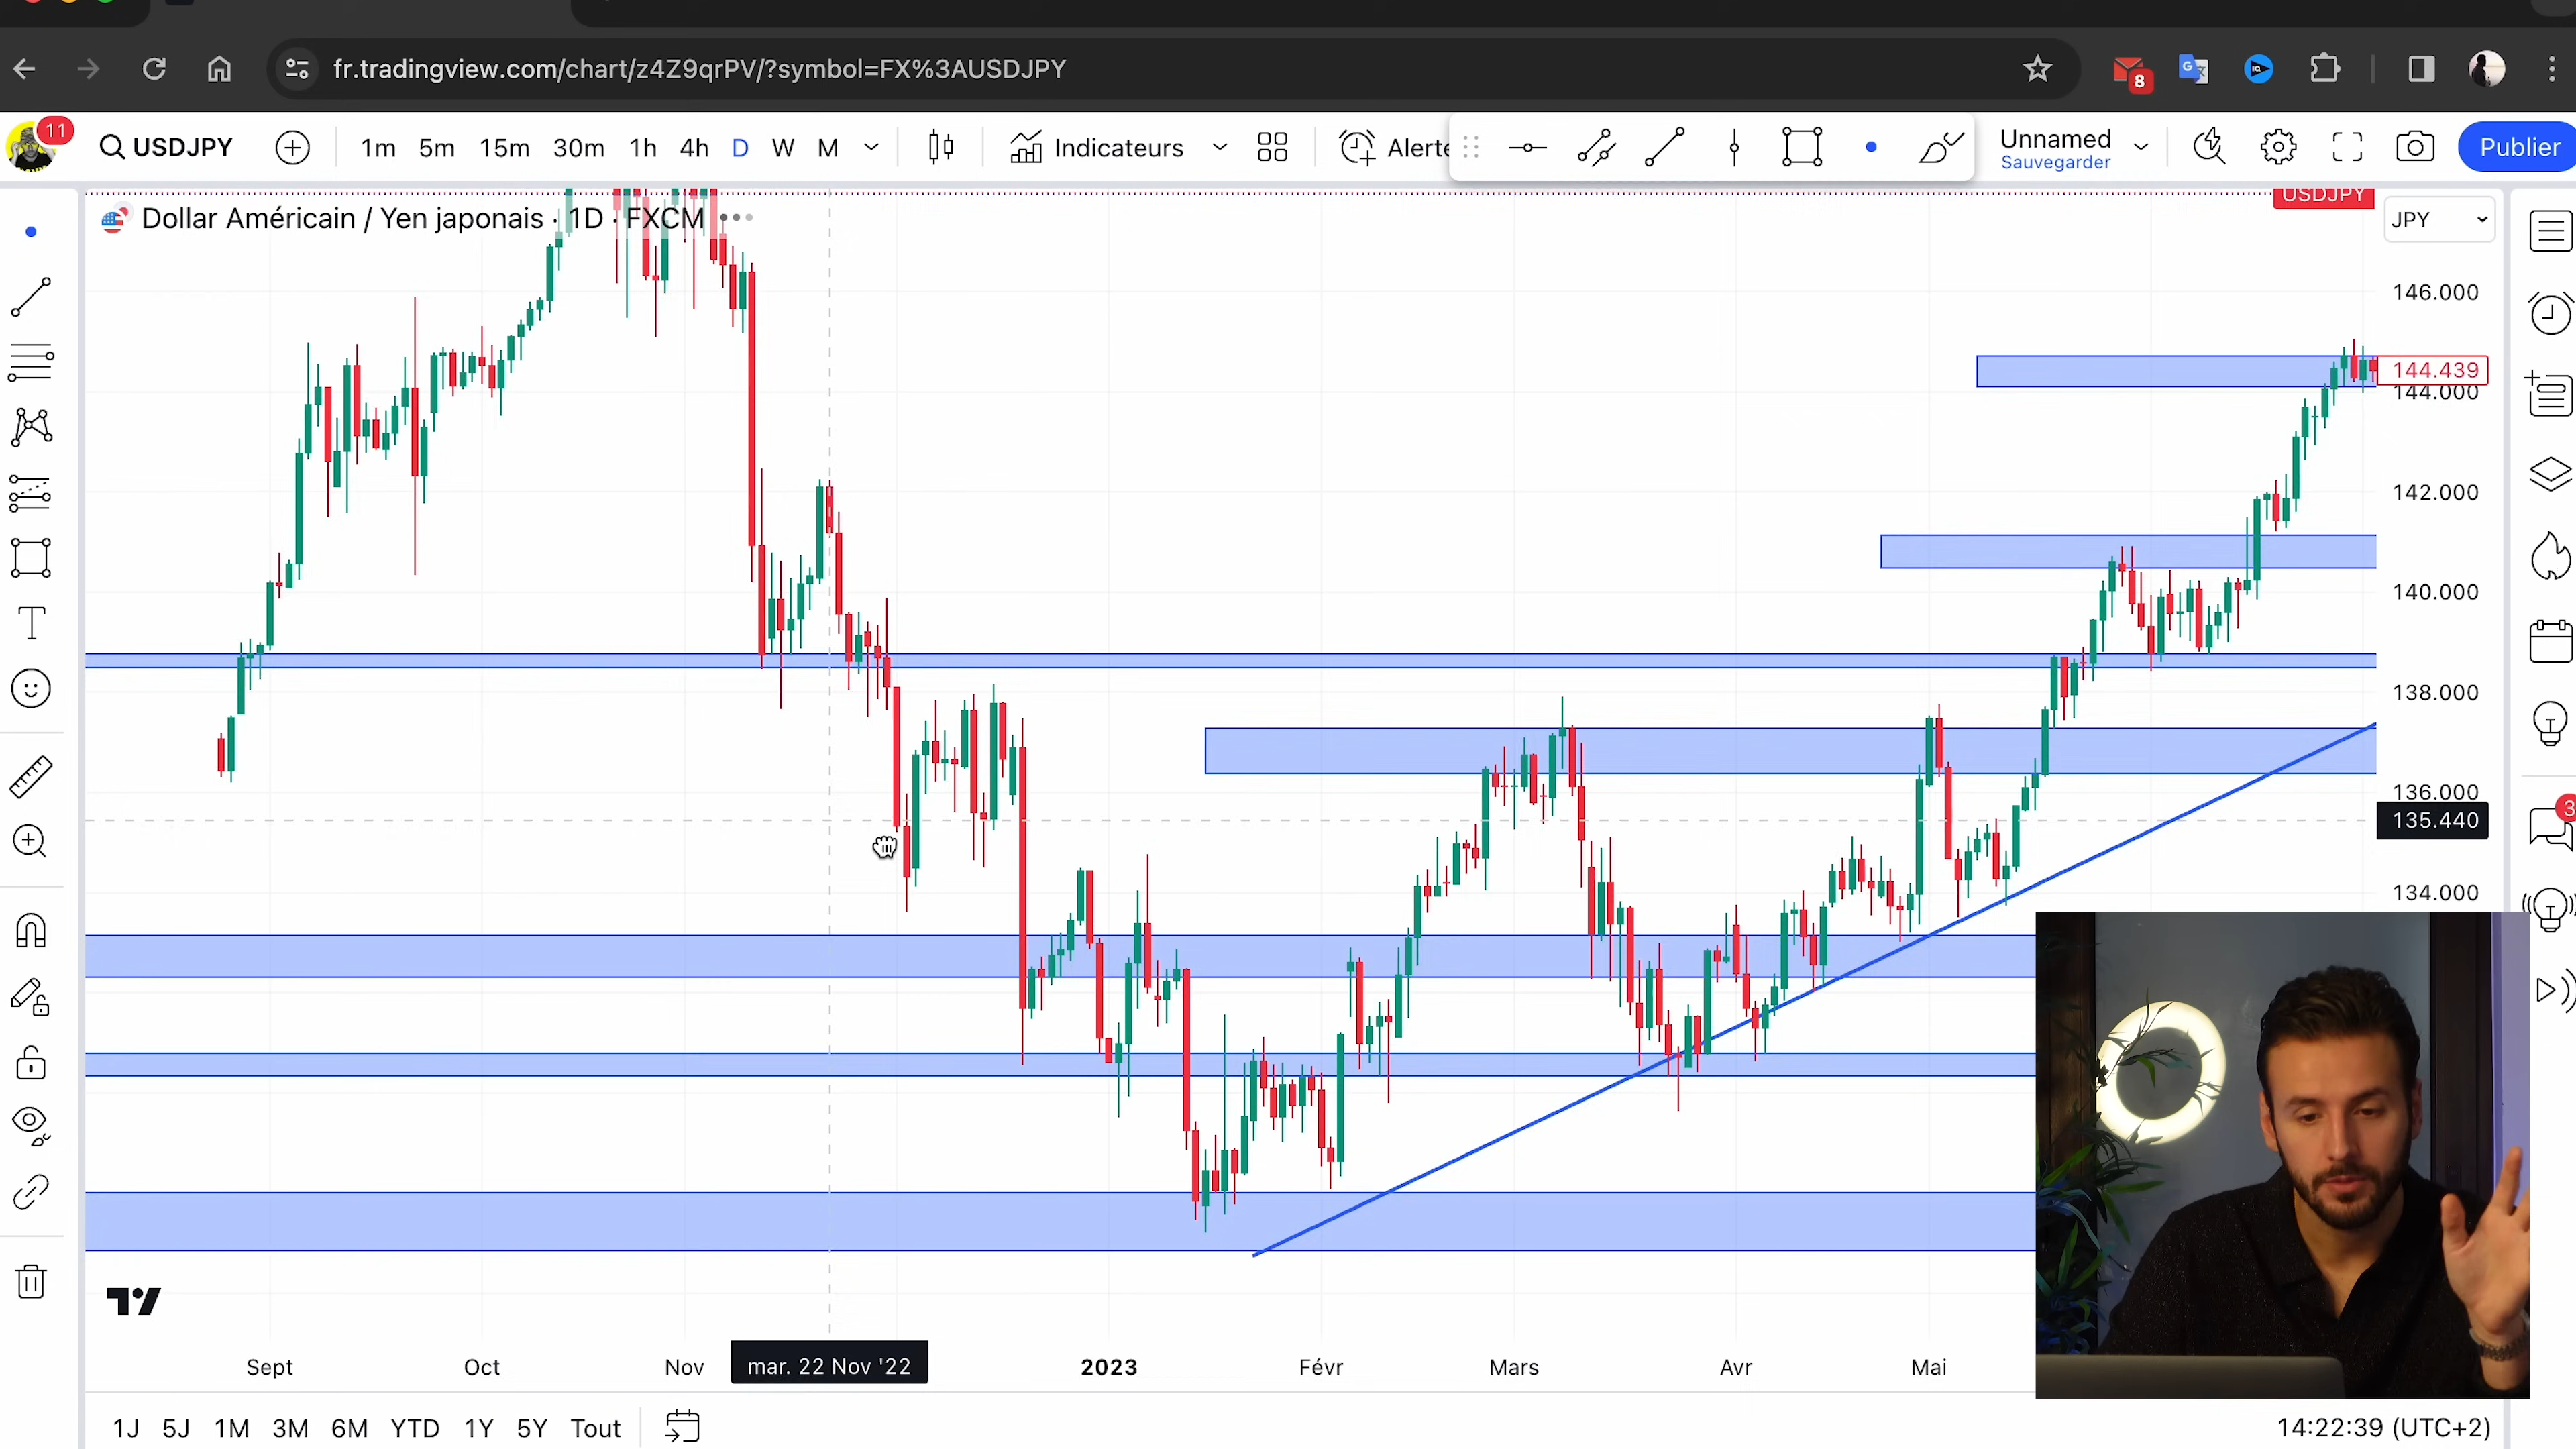 fr.tradingview.com/chart/z4Z9qrPV/?symbol=FX%3AUSDJPY
8
11
USDJPY
1m 5m 15m 30m 1h 4h D W M
Indicateurs
Alerte
Unnamed
Sauvegarder
Publier
Dollar Américain / Yen japonais · 1D · FXCM
USDJPY
JPY
146.000
144.439
144.000
142.000
140.000
138.000
136.000
135.440
134.000
3
Sept Oct Nov mar. 22 Nov '22 2023 Févr Mars Avr Mai
1J 5J 1M 3M 6M YTD 1Y 5Y Tout
14:22:39 (UTC+2)